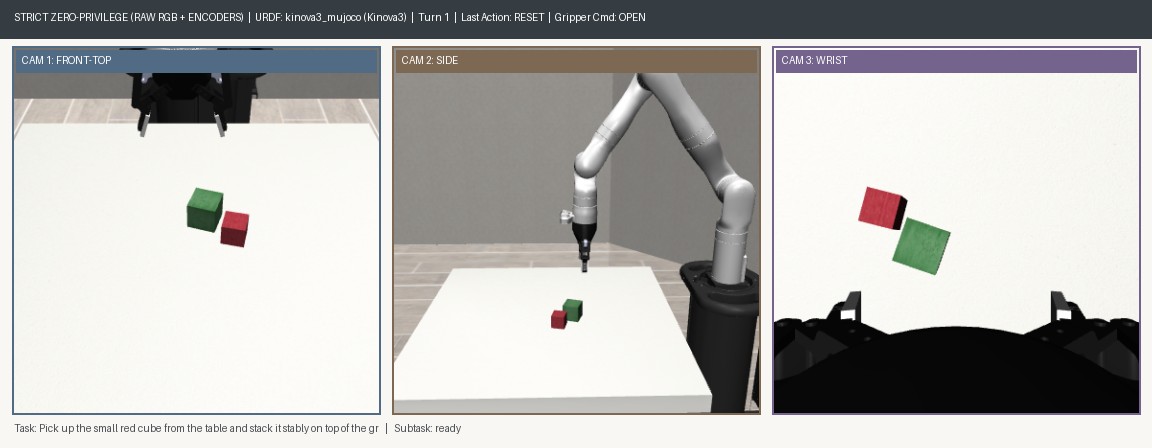 STRICT ZERO-PRIVILEGE (RAW RGB + ENCODERS) | URDF: kinova3_mujoco (Kinova3) | Turn 1 | Last Action: RESET | Gripper Cmd: OPEN
CAM 1: FRONT-TOP
CAM 2: SIDE
CAM 3: WRIST
Task: Pick up the small red cube from the table and stack it stably on top of the gr | Subtask: ready